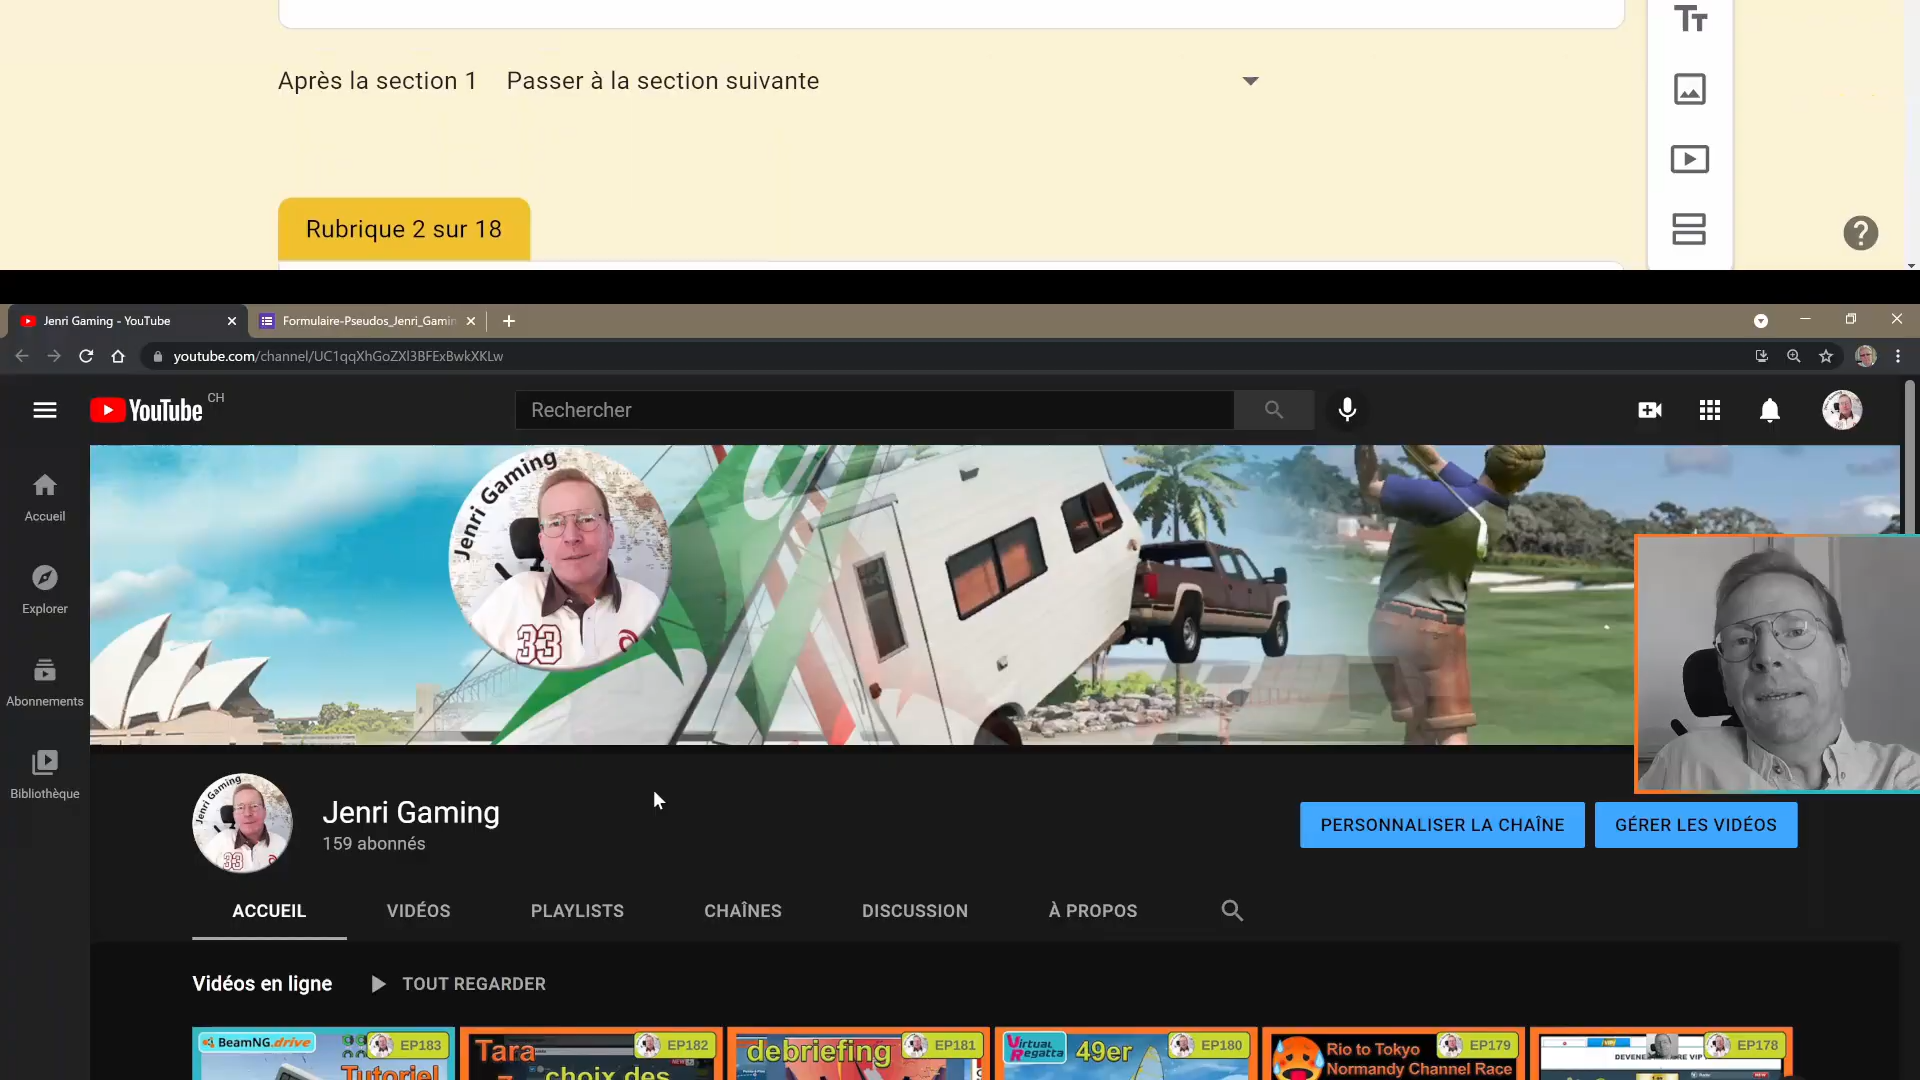 Après la section 1 Passer à la section suivante
Rubrique 2 sur 18
Jenri Gaming - YouTube
Formulaire-Pseudos_Jenri_Gamin
youtube.com/channel/UC1qqXhGoZXl3BFExBwkXKLw
YouTube CH
Rechercher
Accueil
Explorer
Abonnements
Bibliothèque
Jenri Gaming
33
Jenri Gaming
33
Jenri Gaming
159 abonnés
PERSONNALISER LA CHAÎNE
GÉRER LES VIDÉOS
ACCUEIL VIDÉOS PLAYLISTS CHAÎNES DISCUSSION À PROPOS
Vidéos en ligne TOUT REGARDER
BeamNG.drive EP183
Tutoriel
Tara EP182
choix des
debriefing EP181
Virtual Regatta 49er EP180
EP179
Rio to Tokyo
Normandy Channel Race
EP178